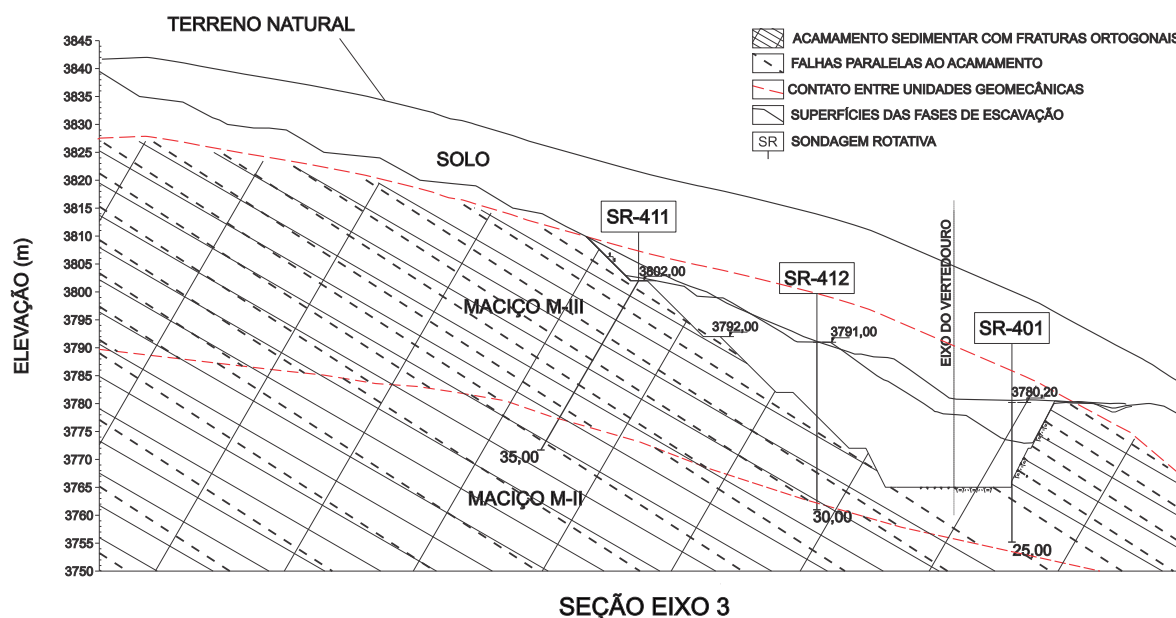 TERRENO NATURAL
ACAMAMENTO SEDIMENTAR COM FRATURAS ORTOGONAIS
FALHAS PARALELAS AO ACAMAMENTO
CONTATO ENTRE UNIDADES GEOMECÂNICAS
SUPERFÍCIES DAS FASES DE ESCAVAÇÃO
SR SONDAGEM ROTATIVA
ELEVAÇÃO (m)
3845
3840
3835
3830
3825
3820
3815
3810
3805
3800
3795
3790
3785
3780
3775
3770
3765
3760
3755
3750
SOLO
SR-411
3802,00
SR-412
EIXO DO VERTEDOURO
MACIÇO M-III
3792,00
3791,00
SR-401
3780,20
35,00
MACIÇO M-II
30,00
25,00
SEÇÃO EIXO 3